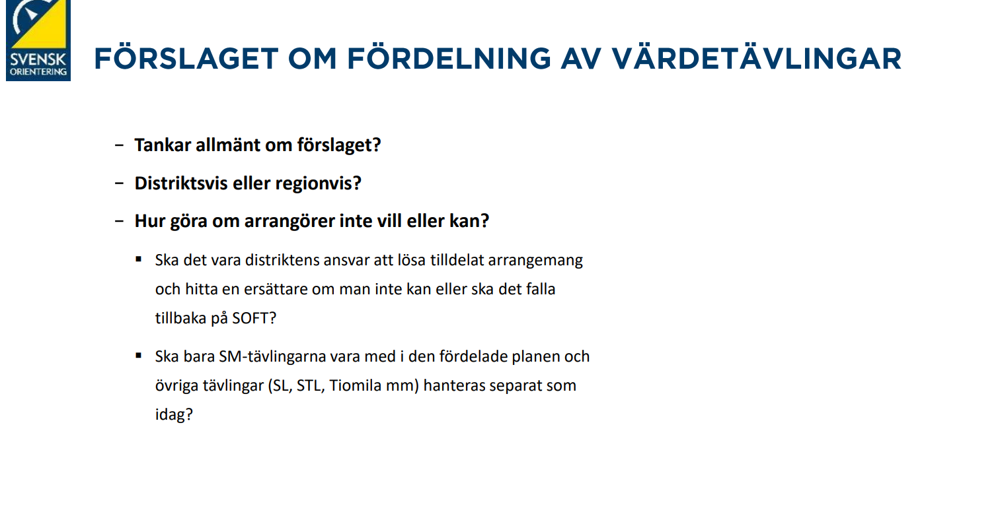 SVENSK
ORIENTERING
FÖRSLAGET OM FÖRDELNING AV VÄRDETÄVLINGAR
− Tankar allmänt om förslaget?
− Distriktsvis eller regionvis?
− Hur göra om arrangörer inte vill eller kan?
▪ Ska det vara distriktens ansvar att lösa tilldelat arrangemang
och hitta en ersättare om man inte kan eller ska det falla
tillbaka på SOFT?
▪ Ska bara SM-tävlingarna vara med i den fördelade planen och
övriga tävlingar (SL, STL, Tiomila mm) hanteras separat som
idag?